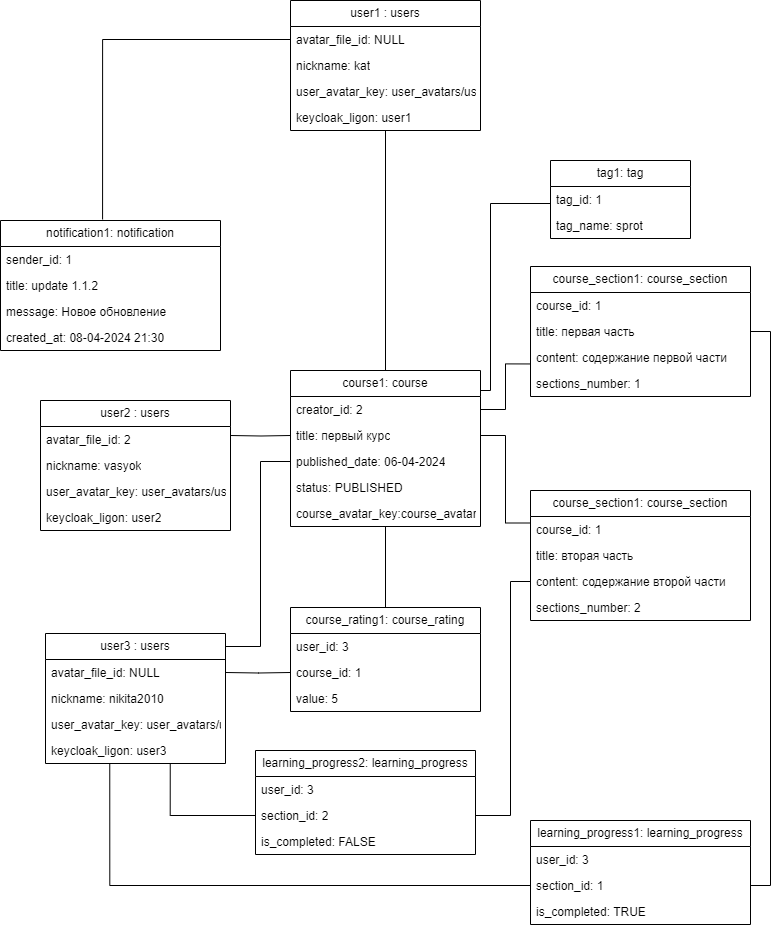 user1 : users
avatar_file_id: NULL
nickname: kat
user_avatar_key: user_avatars/us
keycloak_ligon: user1
tag1: tag
tag_id: 1
tag_name: sprot
notification1: notification
sender_id: 1
title: update 1.1.2
message: Новое обновление
created_at: 08-04-2024 21:30
course_section1: course_section
course_id: 1
title: первая часть
content: содержание первой части
sections_number: 1
course1: course
creator_id: 2
title: первый курс
published_date: 06-04-2024
status: PUBLISHED
course_avatar_key:course_avatar
user2 : users
avatar_file_id: 2
nickname: vasyok
user_avatar_key: user_avatars/us
keycloak_ligon: user2
course_section1: course_section
course_id: 1
title: вторая часть
content: содержание второй части
sections_number: 2
course_rating1: course_rating
user_id: 3
course_id: 1
value: 5
user3 : users
avatar_file_id: NULL
nickname: nikita2010
user_avatar_key: user_avatars/u
keycloak_ligon: user3
learning_progress2: learning_progress
user_id: 3
section_id: 2
is_completed: FALSE
learning_progress1: learning_progress
user_id: 3
section_id: 1
is_completed: TRUE